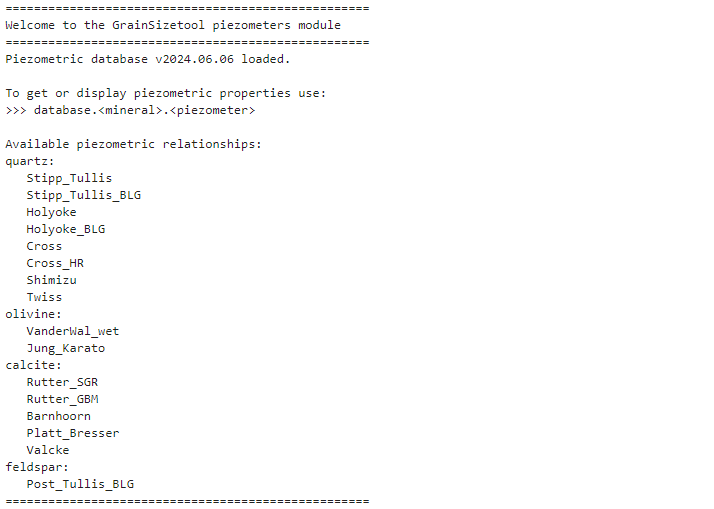 ===================================================
Welcome to the GrainSizetool piezometers module
===================================================
Piezometric database v2024.06.06 loaded.

To get or display piezometric properties use:
>>> database.<mineral>.<piezometer>

Available piezometric relationships:
quartz:
   Stipp_Tullis
   Stipp_Tullis_BLG
   Holyoke
   Holyoke_BLG
   Cross
   Cross_HR
   Shimizu
   Twiss
olivine:
   VanderWal_wet
   Jung_Karato
calcite:
   Rutter_SGR
   Rutter_GBM
   Barnhoorn
   Platt_Bresser
   Valcke
feldspar:
   Post_Tullis_BLG
===================================================